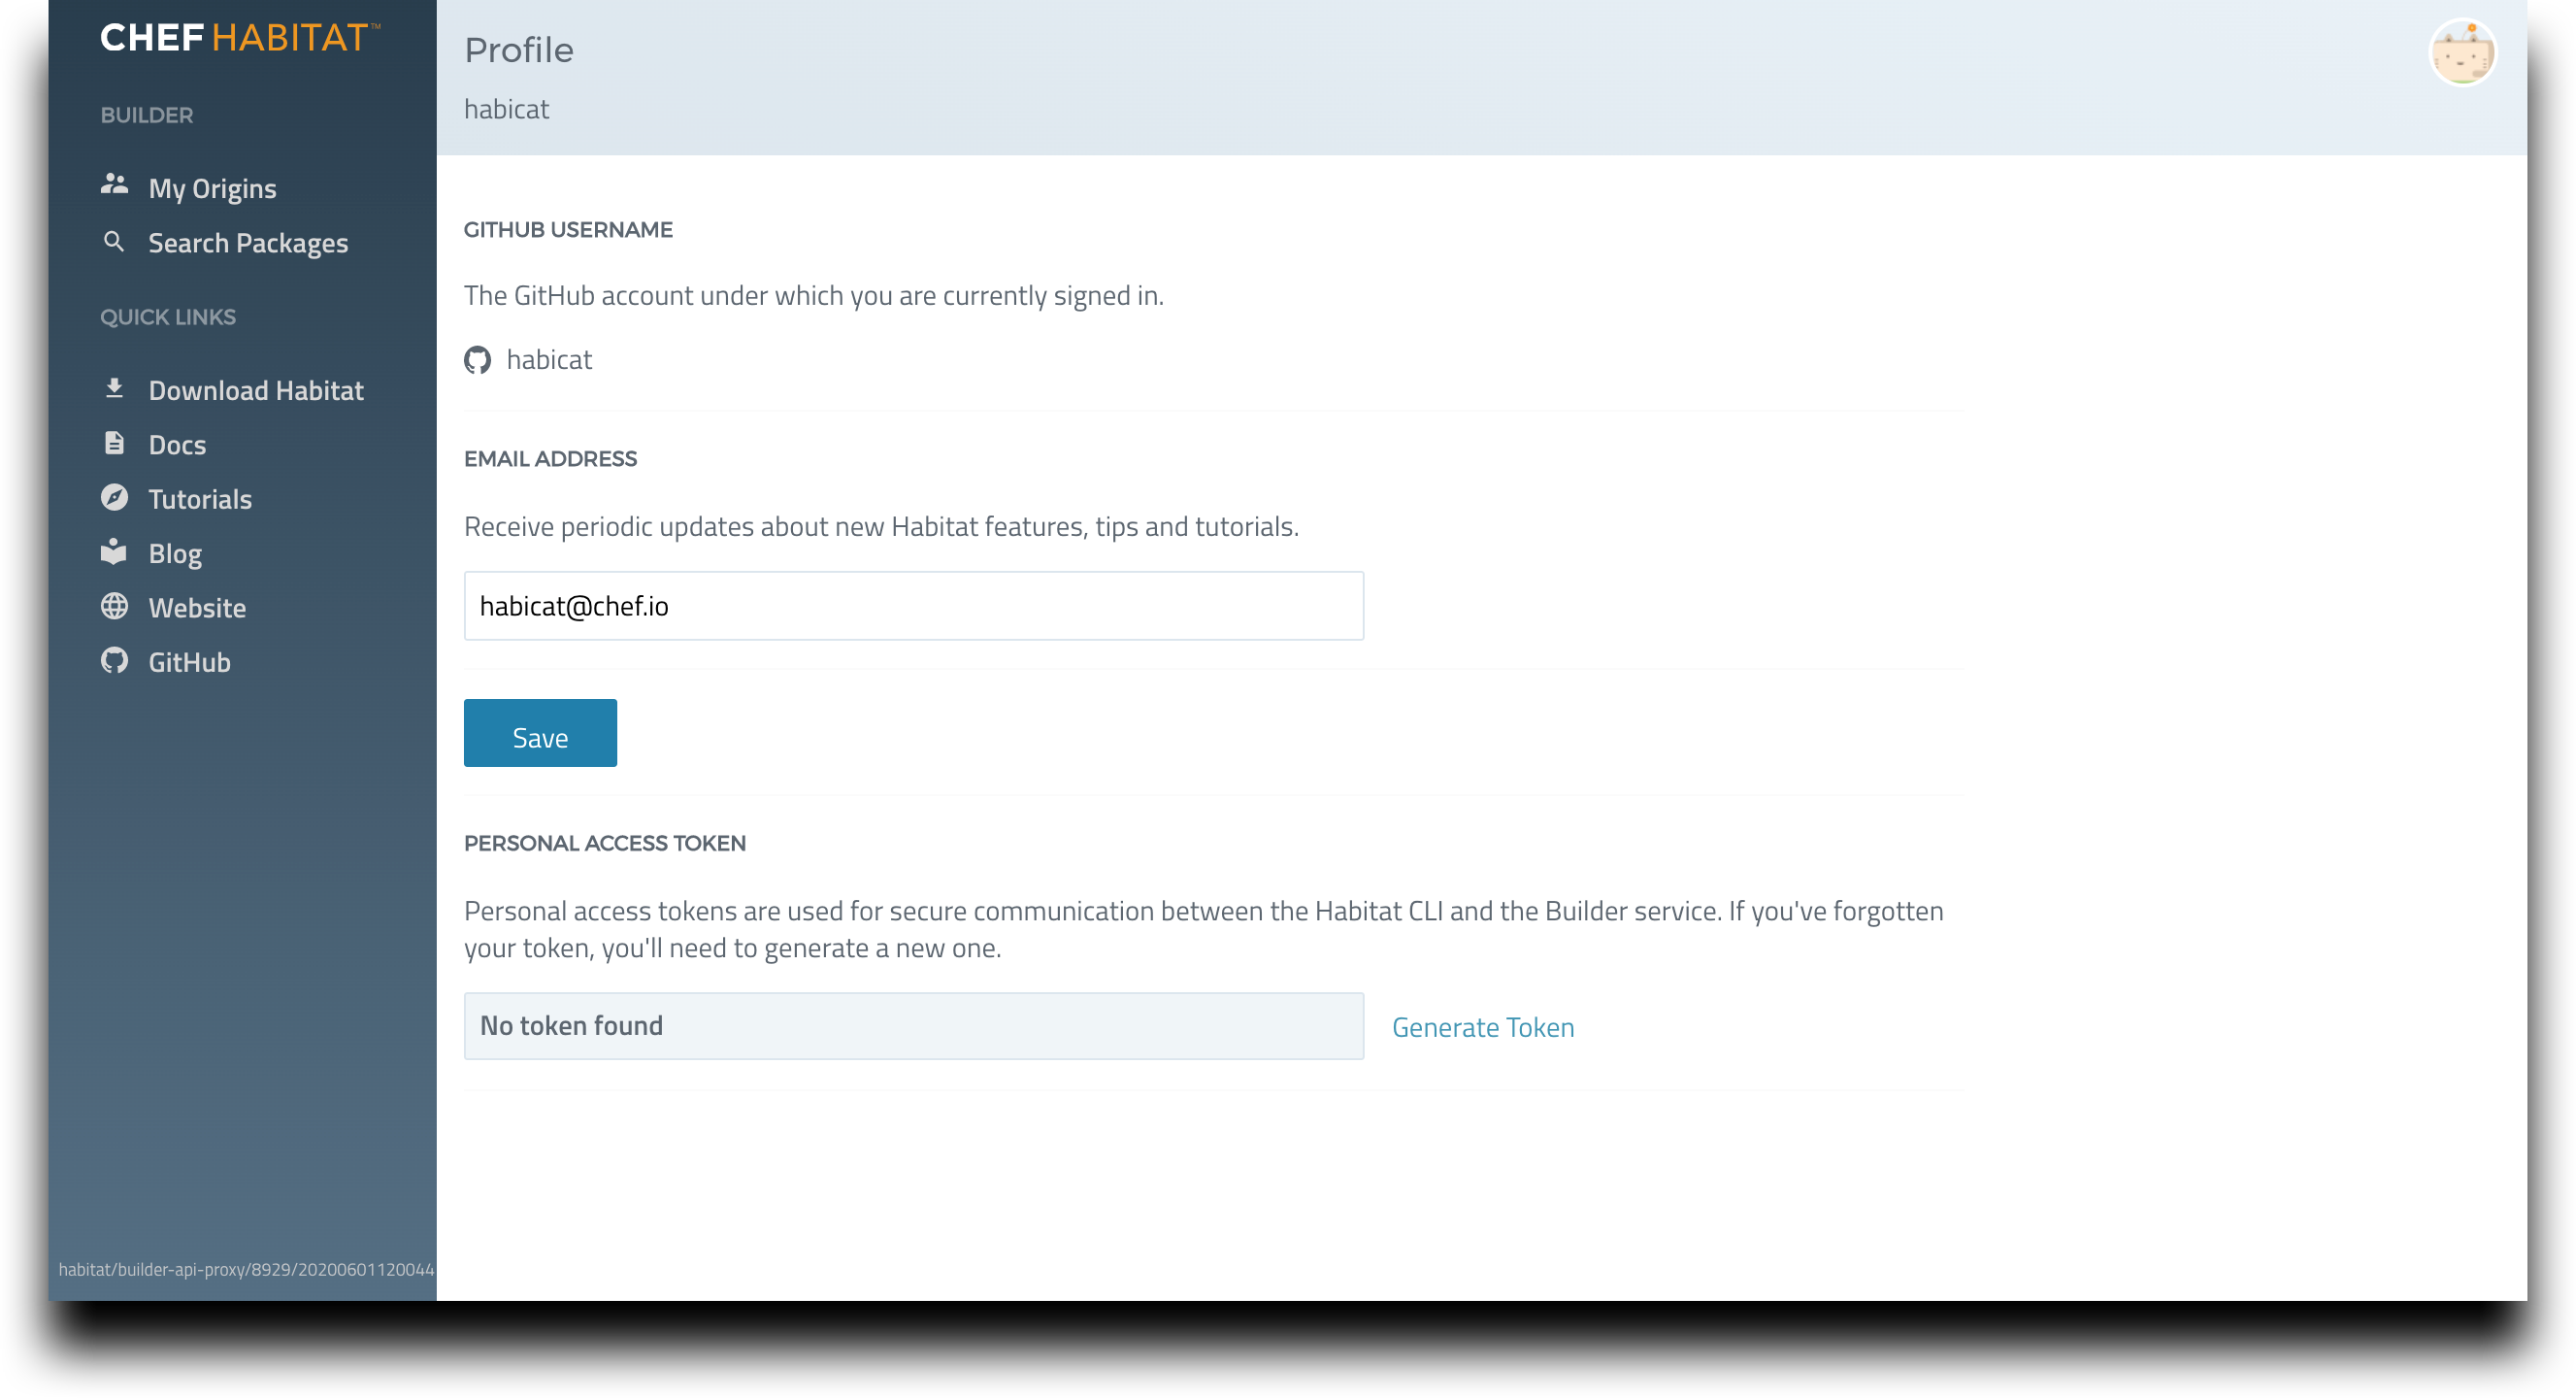 CHEF HABITAT™
BUILDER
My Origins
Search Packages
QUICK LINKS
Download Habitat
Docs
Tutorials
Blog
Website
GitHub
habitat/builder-api-proxy/8929/20200601120044
Profile
habicat
GITHUB USERNAME
The GitHub account under which you are currently signed in.
habicat
EMAIL ADDRESS
Receive periodic updates about new Habitat features, tips and tutorials.
habicat@chef.io
Save
PERSONAL ACCESS TOKEN
Personal access tokens are used for secure communication between the Habitat CLI and the Builder service. If you've forgotten
your token, you'll need to generate a new one.
No token found
Generate Token